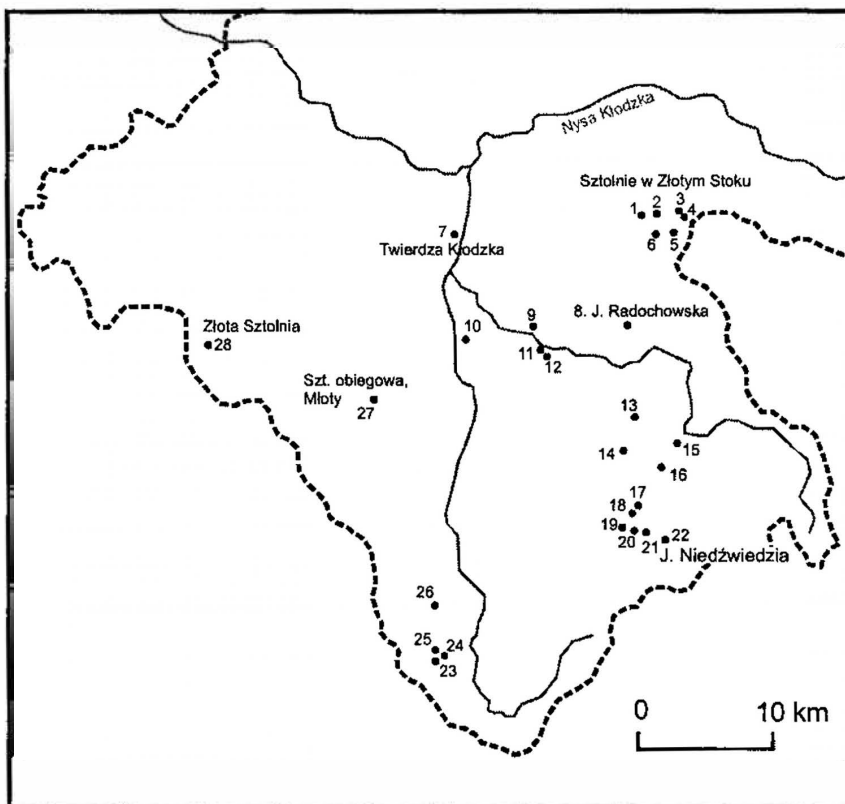 Nysa Kłodzka
Sztolnie w Złotym Stoku
1 2 3 4
6 5
7
Twierdza Kłodzka
8. J. Radochowska
9
10
11
12
Złota Sztolnia
28
Szt. obiegowa,
Młoty
27
13
14
15
16
17
18
19
20 21 22
J. Niedźwiedzia
26
25 24
23
0 10 km